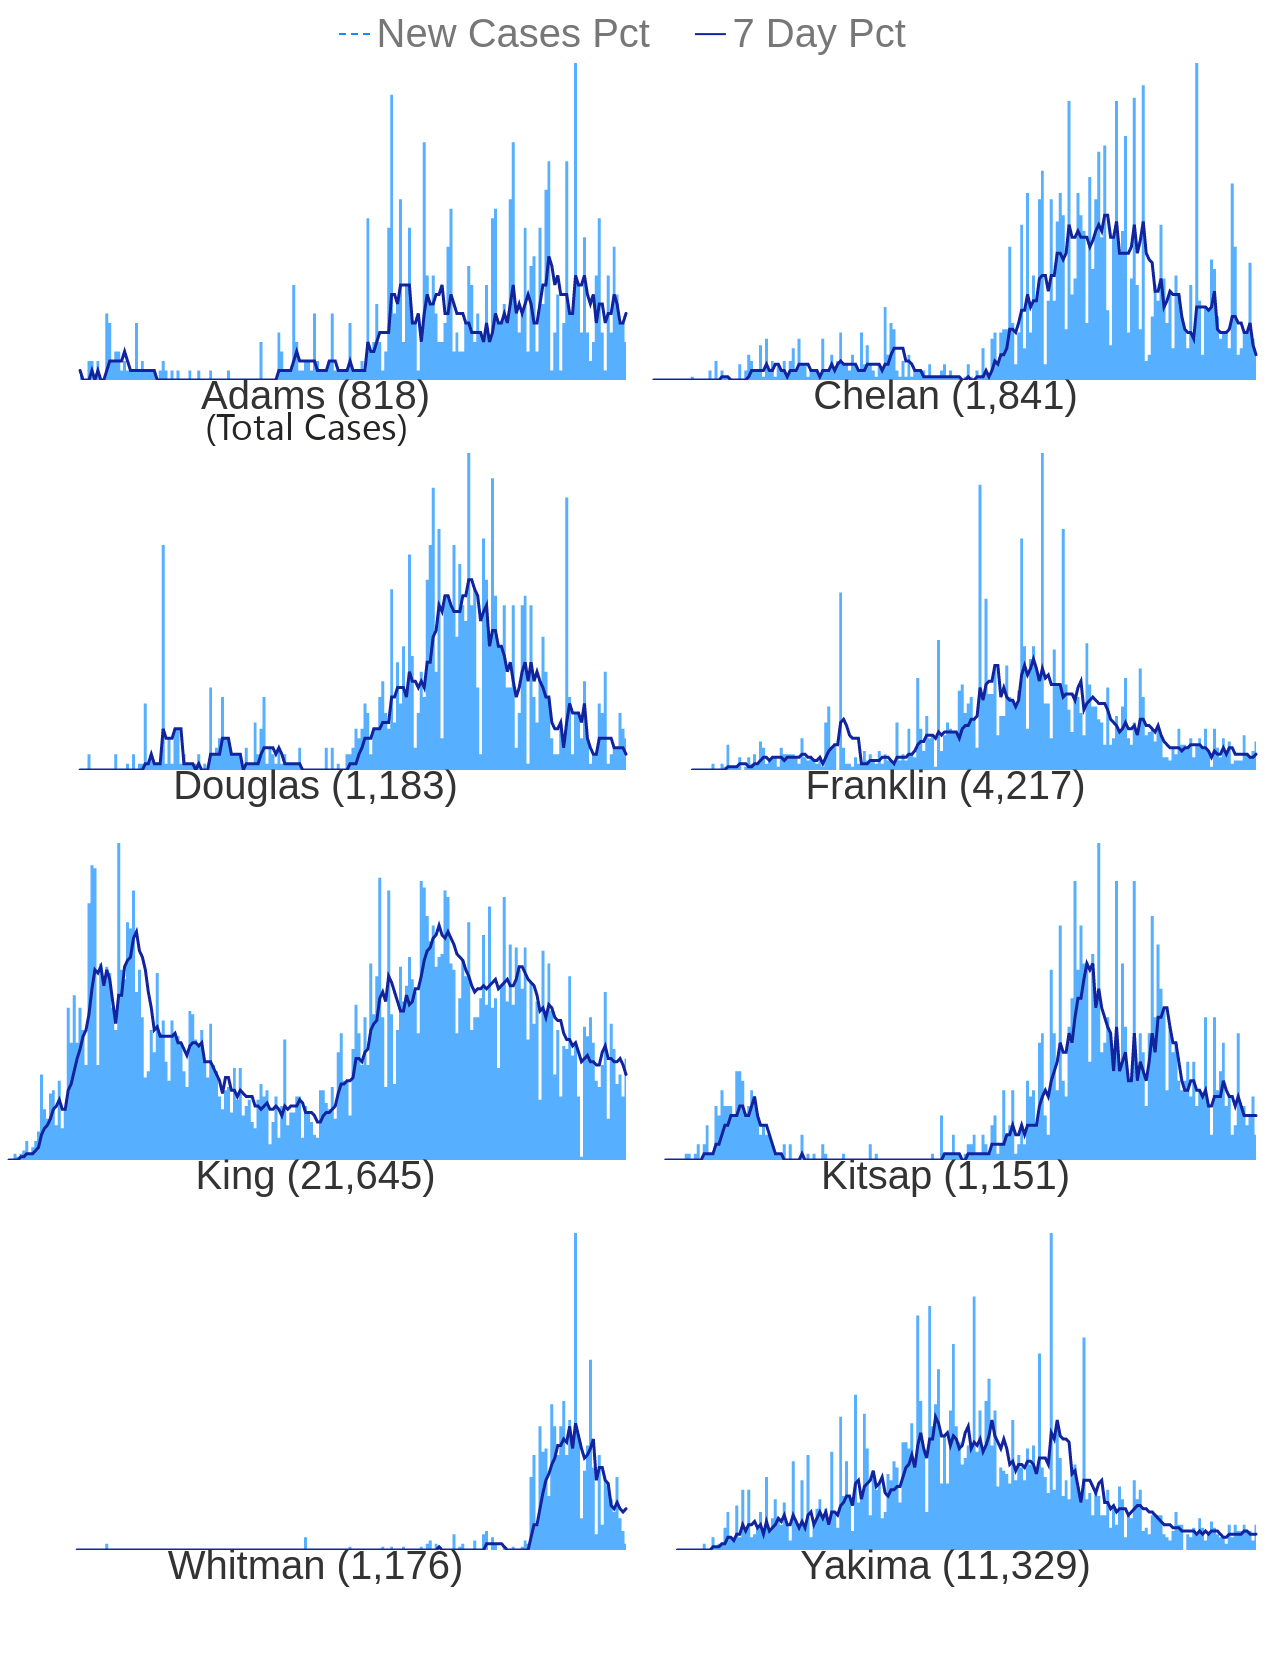 New Cases Pct 7 Day Pct
Adams (818) Chelan (1,841)
(Total Cases)
Douglas (1,183) Franklin (4,217)
King (21,645) Kitsap (1,151)
Whitman (1,176) Yakima (11,329)